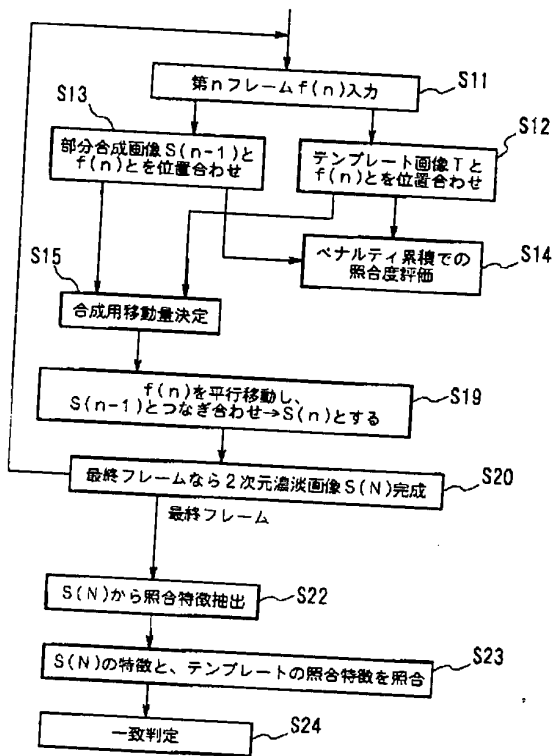 S11
第nフレームf(n)入力
S13
部分合成画像S(n-1)と
f(n)とを位置合わせ
S12
テンプレート画像Tと
f(n)とを位置合わせ
S14
ペナルティ累積での
照合度評価
S15
合成用移動量決定
f(n)を平行移動し、
S(n-1)とつなぎ合わせ→S(n)とする
S19
最終フレームなら2次元濃淡画像S(N)完成
S20
最終フレーム
S(N)から照合特徴抽出
S22
S(N)の特徴と、テンプレートの照合特徴を照合
S23
一致判定
S24